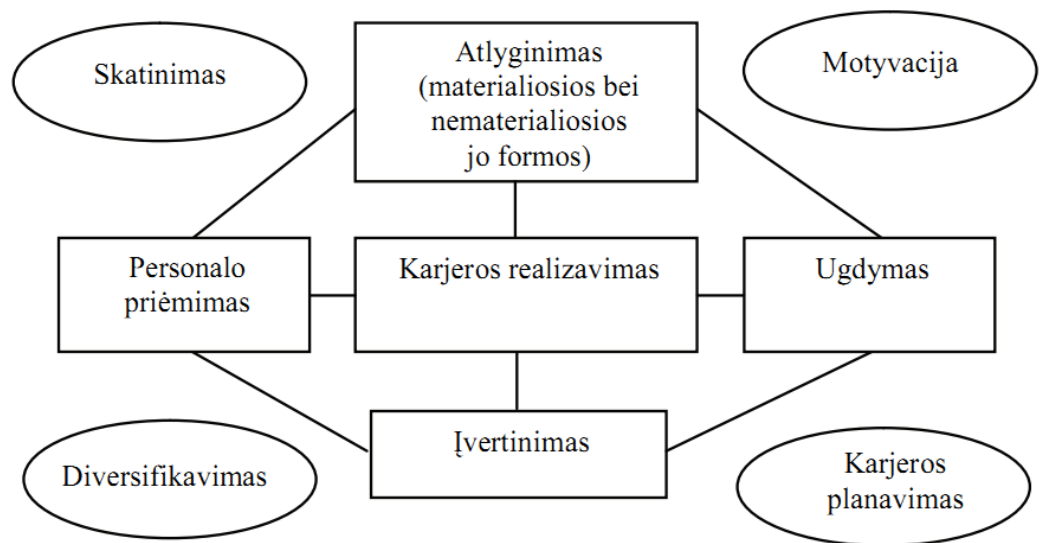 Skatinimas
Atlyginimas
(materialiosios bei
nematerialiosios
jo formos)
Motyvacija
Personalo
priėmimas
Karjeros realizavimas
Ugdymas
Diversifikavimas
Įvertinimas
Karjeros
planavimas